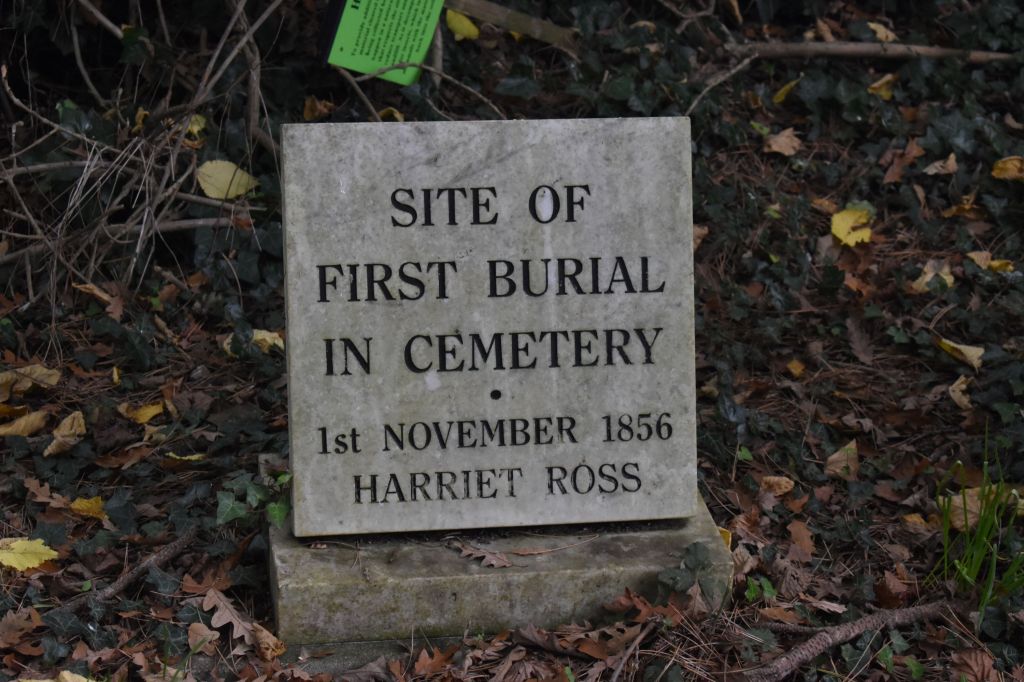 SITE OF
FIRST BURIAL
IN CEMETERY
•
1st NOVEMBER 1856
HARRIET ROSS